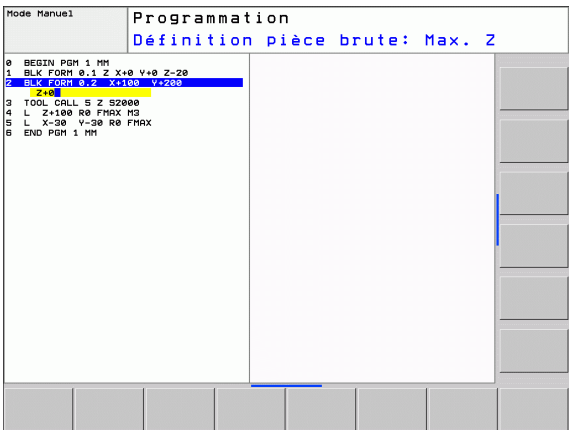 Mode Manuel
Programmation
Définition pièce brute: Max. Z
0 BEGIN PGM 1 MM
1 BLK FORM 0.1 Z X+0 Y+0 Z-20
2 BLK FORM 0.2 X+100 Y+200
Z+0
3 TOOL CALL 5 Z S2000
4 L Z+100 R0 FMAX M3
5 L X-30 Y-30 R0 FMAX
6 END PGM 1 MM